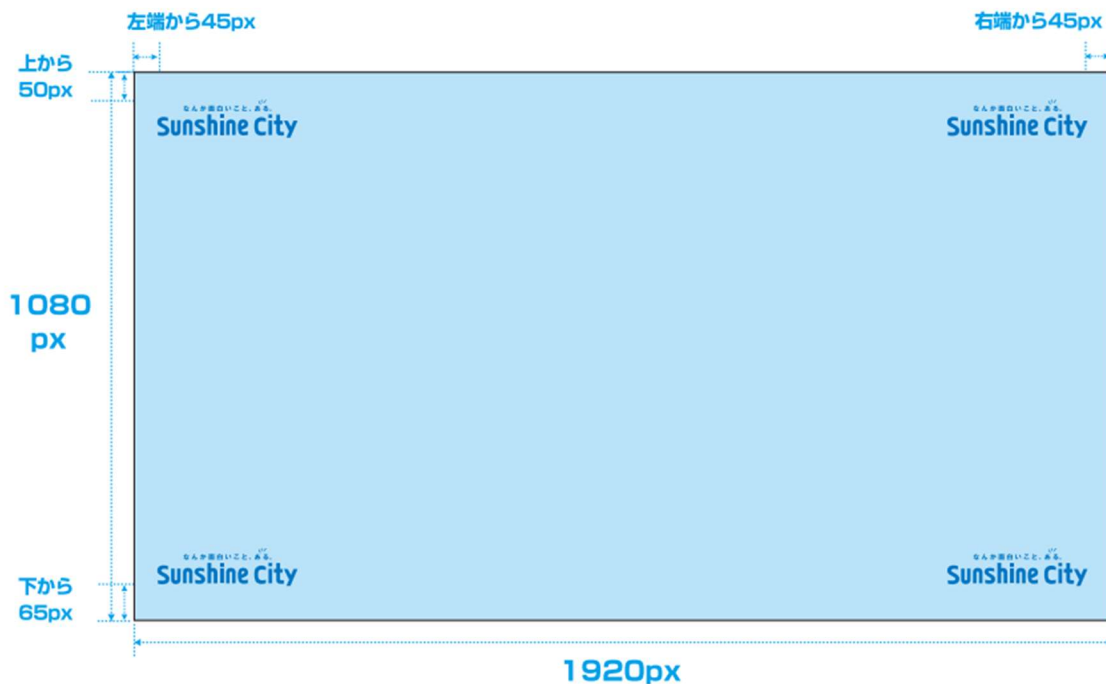 左端から45px
右端から45px
上から
50px
なんか面白いこと、ある。
Sunshine City
なんか面白いこと、ある。
Sunshine City
1080
px
なんか面白いこと、ある。
Sunshine City
なんか面白いこと、ある。
Sunshine City
下から
65px
1920px